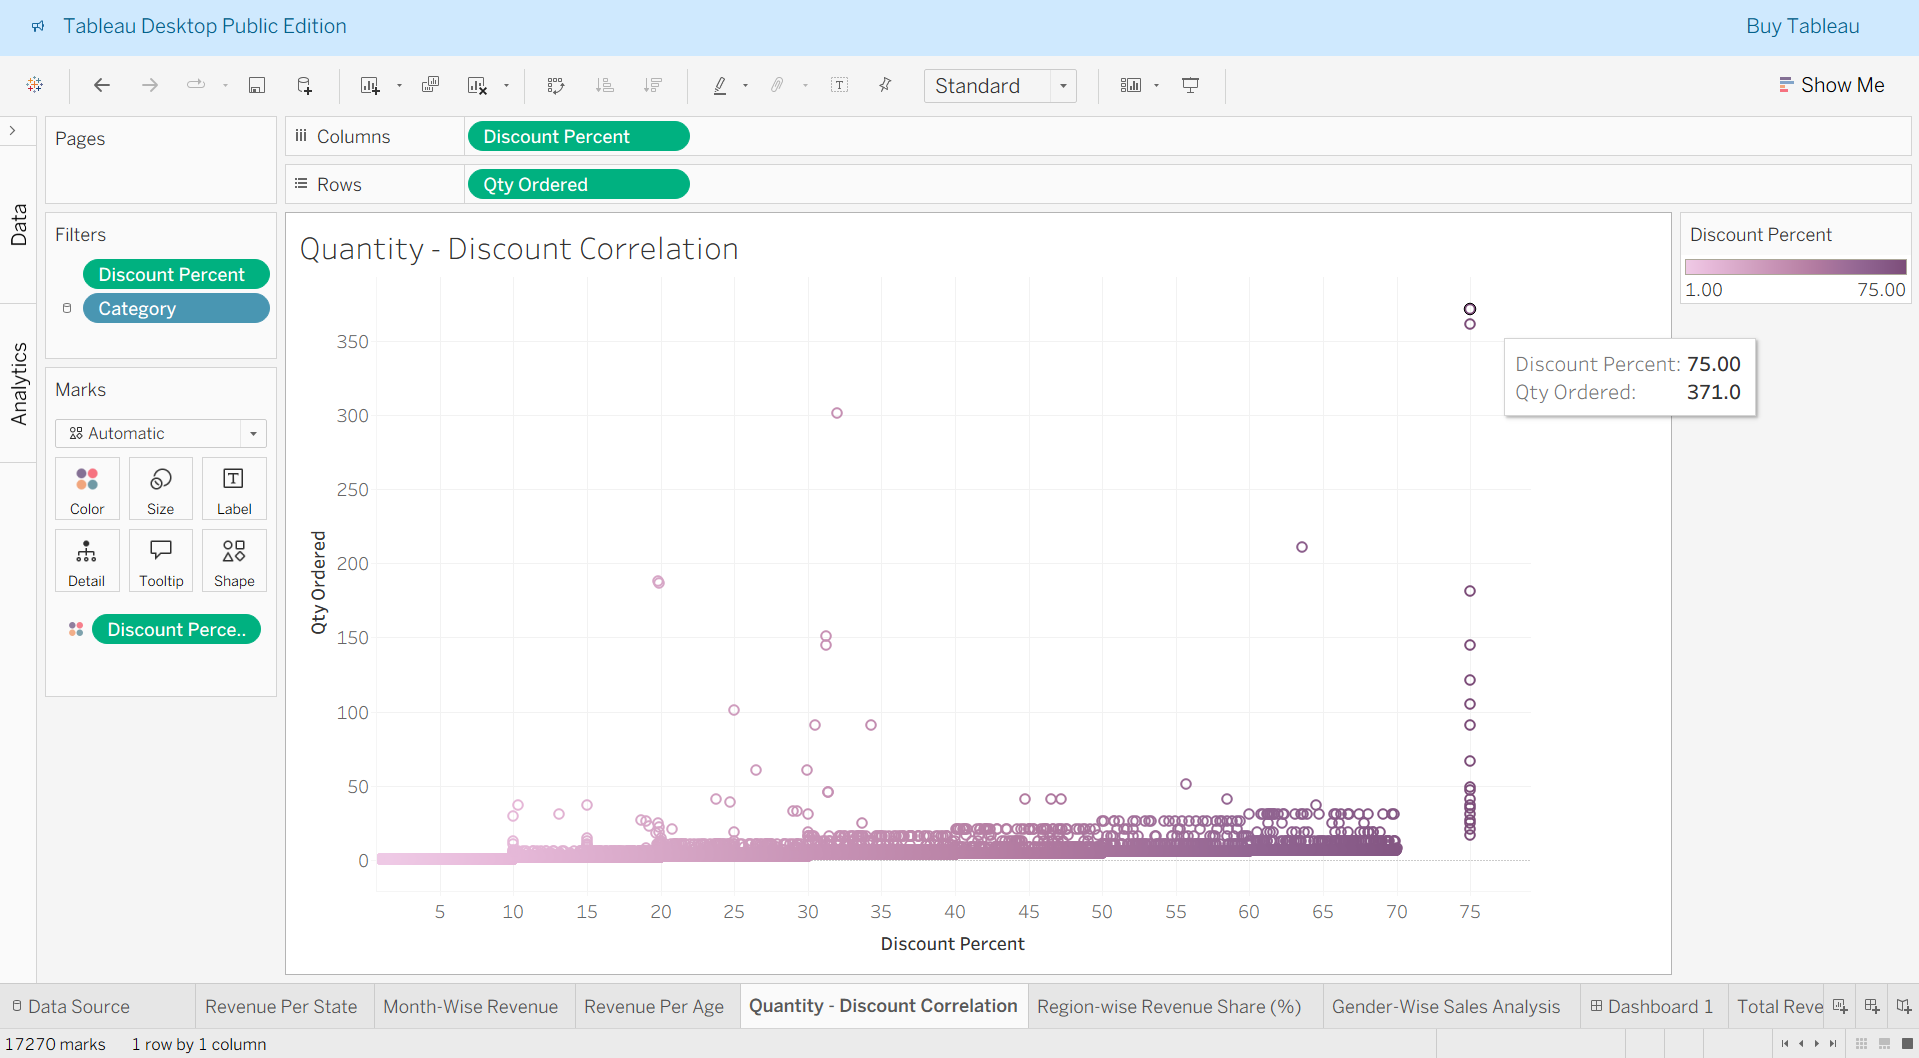 Tableau Desktop Public Edition
Buy Tableau
Standard
Show Me
Pages
Columns
Discount Percent
Rows
Qty Ordered
Data
Analytics
Filters
Discount Percent
Category
Marks
Automatic
Color
Size
Label
Detail
Tooltip
Shape
Discount Perce..
Quantity - Discount Correlation
Qty Ordered
350
300
250
200
150
100
50
0
5 10 15 20 25 30 35 40 45 50 55 60 65 70 75
Discount Percent
Discount Percent: 75.00
Qty Ordered: 371.0
Discount Percent
1.00 75.00
Data Source
Revenue Per State
Month-Wise Revenue
Revenue Per Age
Quantity - Discount Correlation
Region-wise Revenue Share (%)
Gender-Wise Sales Analysis
Dashboard 1
Total Reve
17270 marks
1 row by 1 column